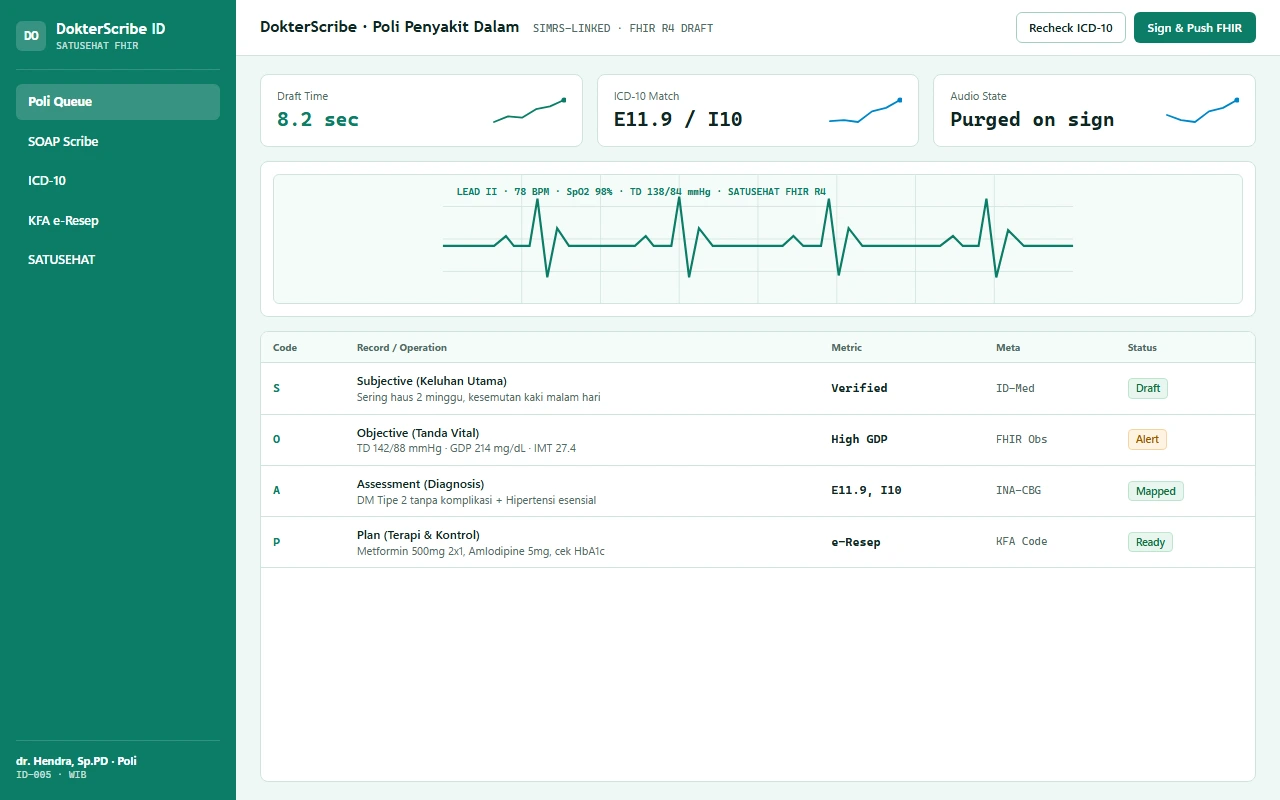 DO
DokterScribe ID
SATUSEHAT FHIR
Poli Queue
SOAP Scribe
ICD-10
KFA e-Resep
SATUSEHAT
dr. Hendra, Sp.PD · Poli
ID-005 · WIB
DokterScribe · Poli Penyakit Dalam
SIMRS-LINKED · FHIR R4 DRAFT
Recheck ICD-10
Sign & Push FHIR
Draft Time
8.2 sec
ICD-10 Match
E11.9 / I10
Audio State
Purged on sign
LEAD II · 78 BPM · SpO2 98% · TD 138/84 mmHg · SATUSEHAT FHIR R4
Code Record / Operation Metric Meta Status
S Subjective (Keluhan Utama) Verified ID-Med Draft
Sering haus 2 minggu, kesemutan kaki malam hari
O Objective (Tanda Vital) High GDP FHIR Obs Alert
TD 142/88 mmHg · GDP 214 mg/dL · IMT 27.4
A Assessment (Diagnosis) E11.9, I10 INA-CBG Mapped
DM Tipe 2 tanpa komplikasi + Hipertensi esensial
P Plan (Terapi & Kontrol) e-Resep KFA Code Ready
Metformin 500mg 2x1, Amlodipine 5mg, cek HbA1c